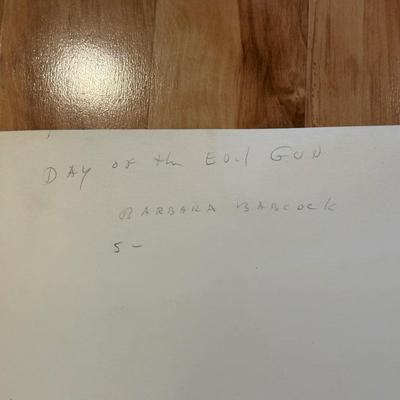 DAY OF the EVIL GUN
BARBARA BABCOCK
5-